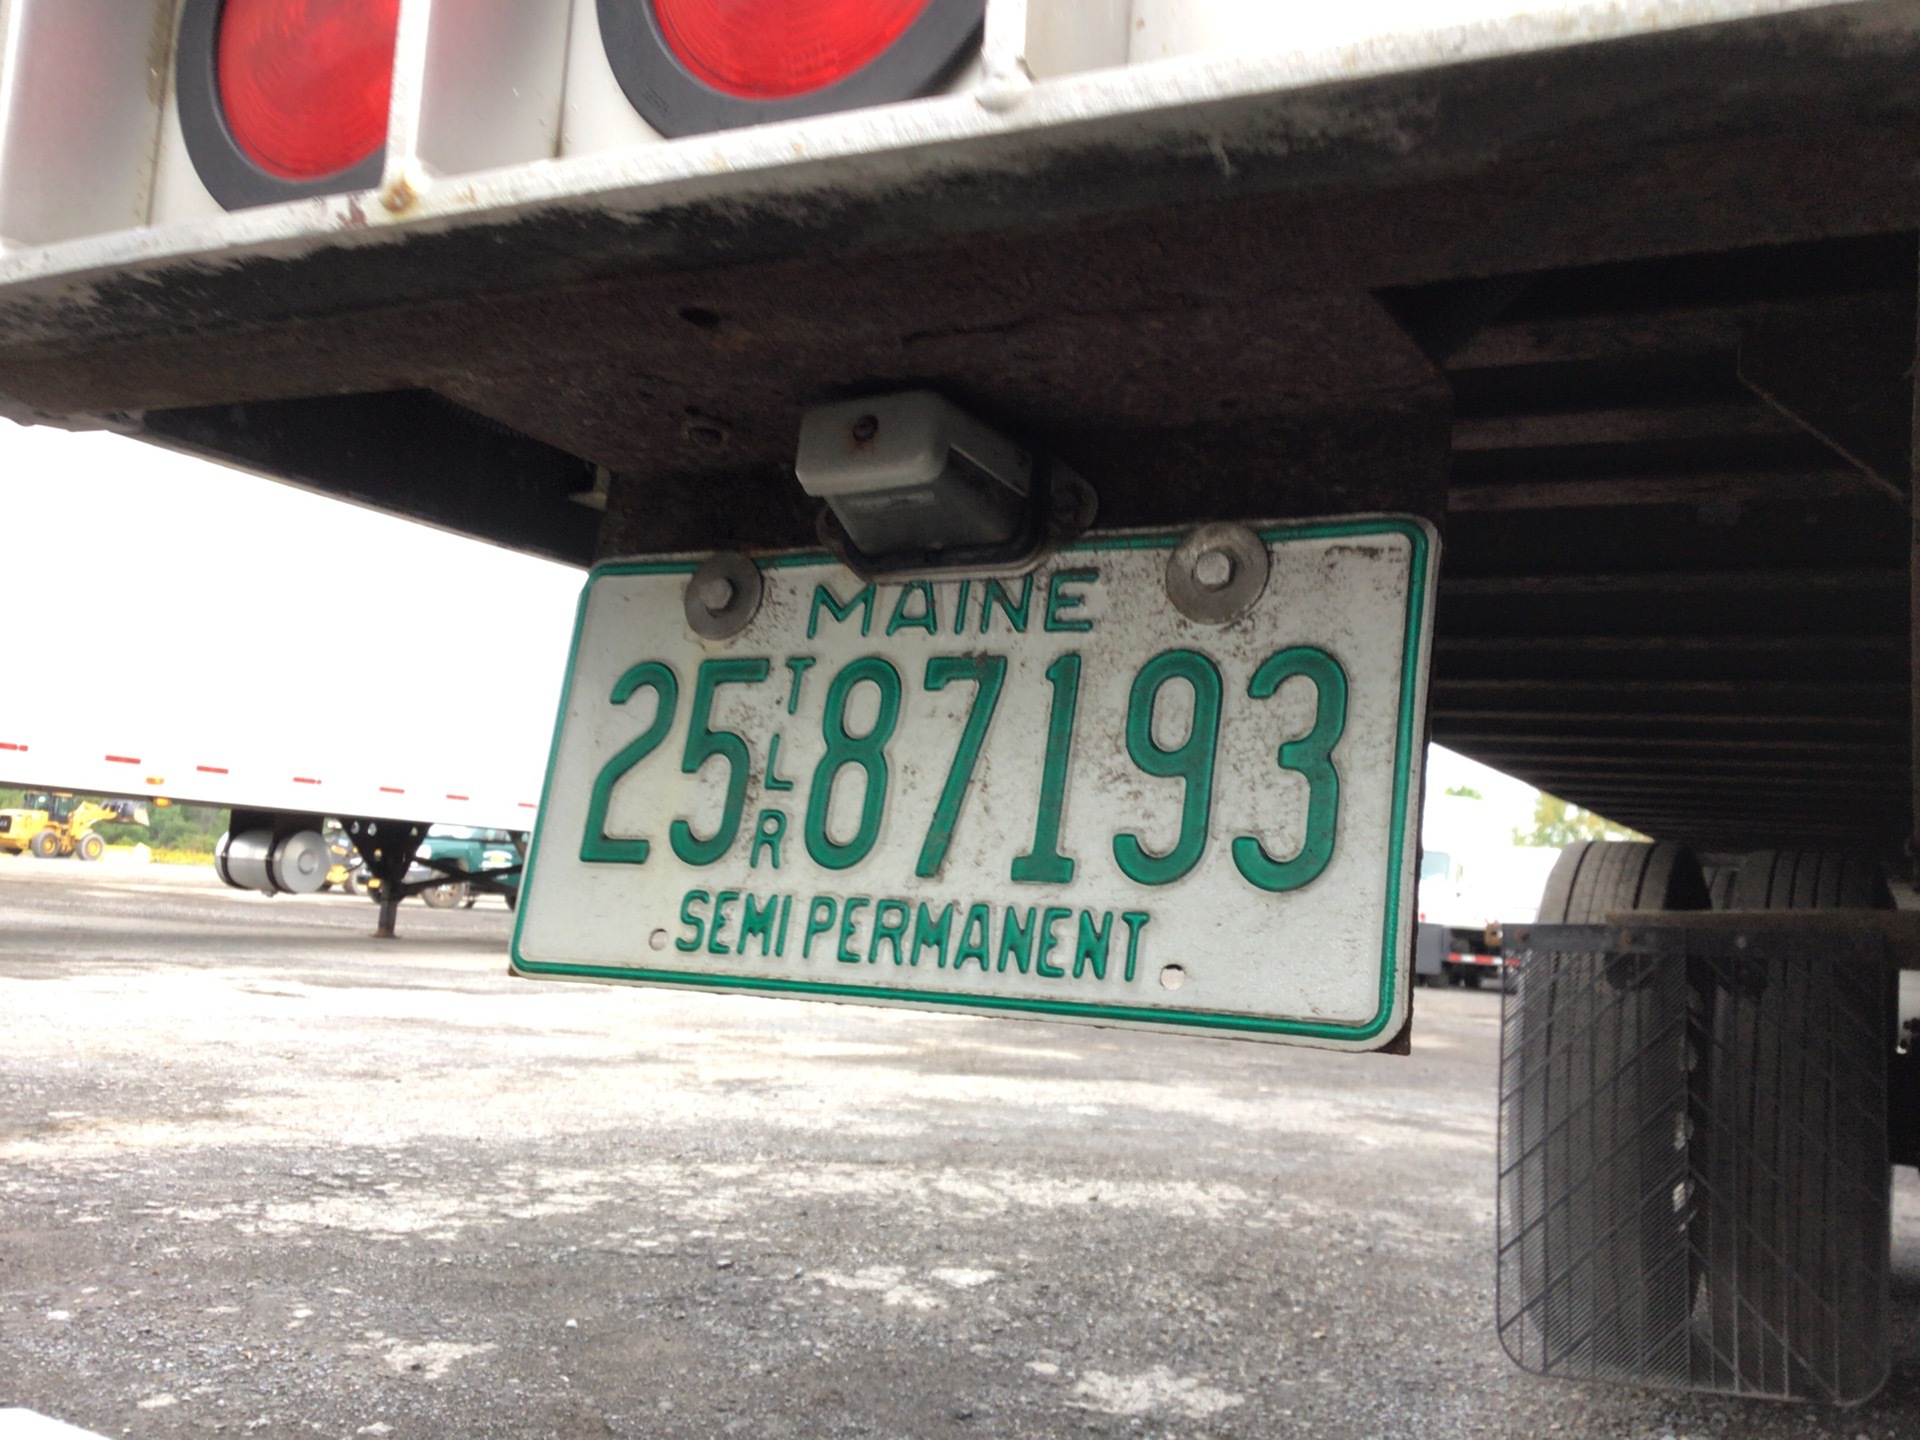 MAINE
25 TLR 87193
SEMI PERMANENT